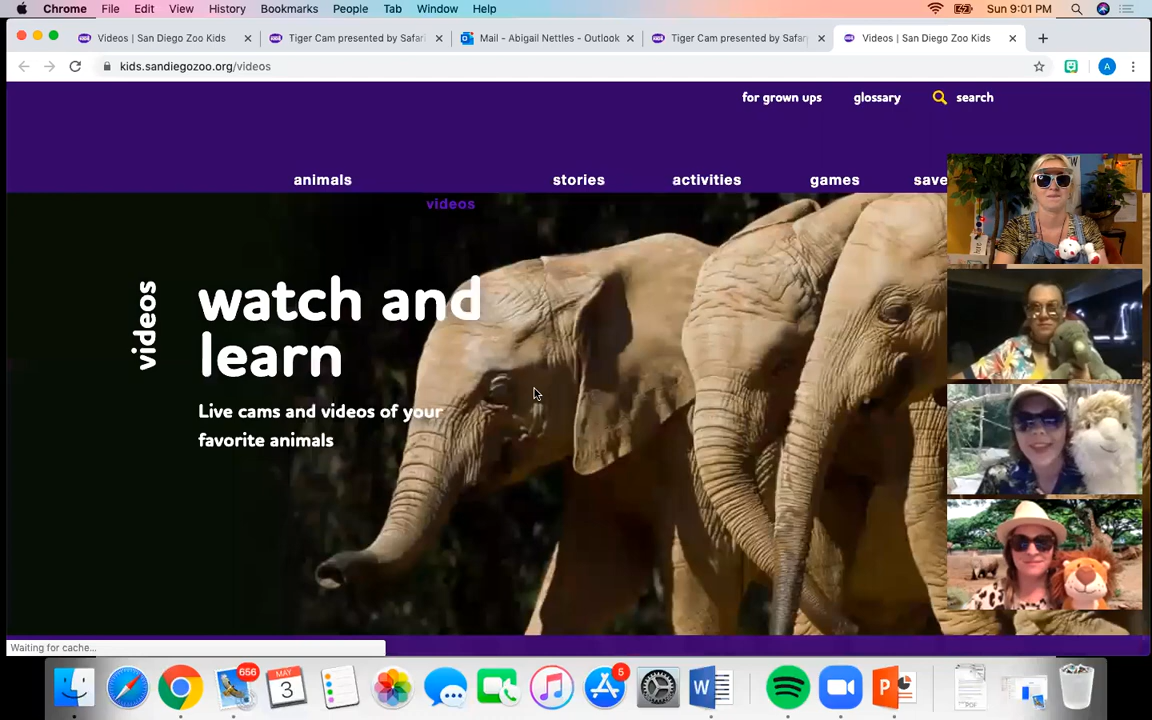 Chrome File Edit View History Bookmarks People Tab Window Help Sun 9:01 PM
Videos | San Diego Zoo Kids Tiger Cam presented by Safari Mail - Abigail Nettles - Outlook Tiger Cam presented by Safar Videos | San Diego Zoo Kids
kids.sandiegozoo.org/videos A
for grown ups glossary search
animals stories activities games save
videos
videos
watch and
learn
Live cams and videos of your
favorite animals
Waiting for cache...
656 MAY 3 5 W P PDF